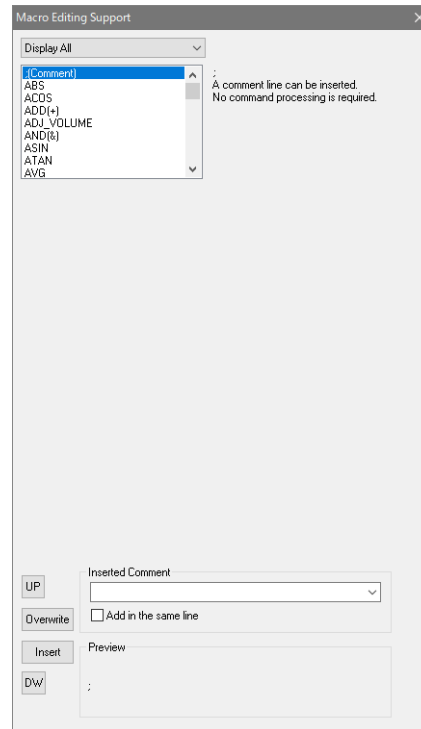 Macro Editing Support
Display All
;(Comment)
ABS
ACOS
ADD(+)
ADJ_VOLUME
AND(&)
ASIN
ATAN
AVG
;
A comment line can be inserted.
No command processing is required.
UP
Overwrite
Insert
DW
Inserted Comment
Add in the same line
Preview
;